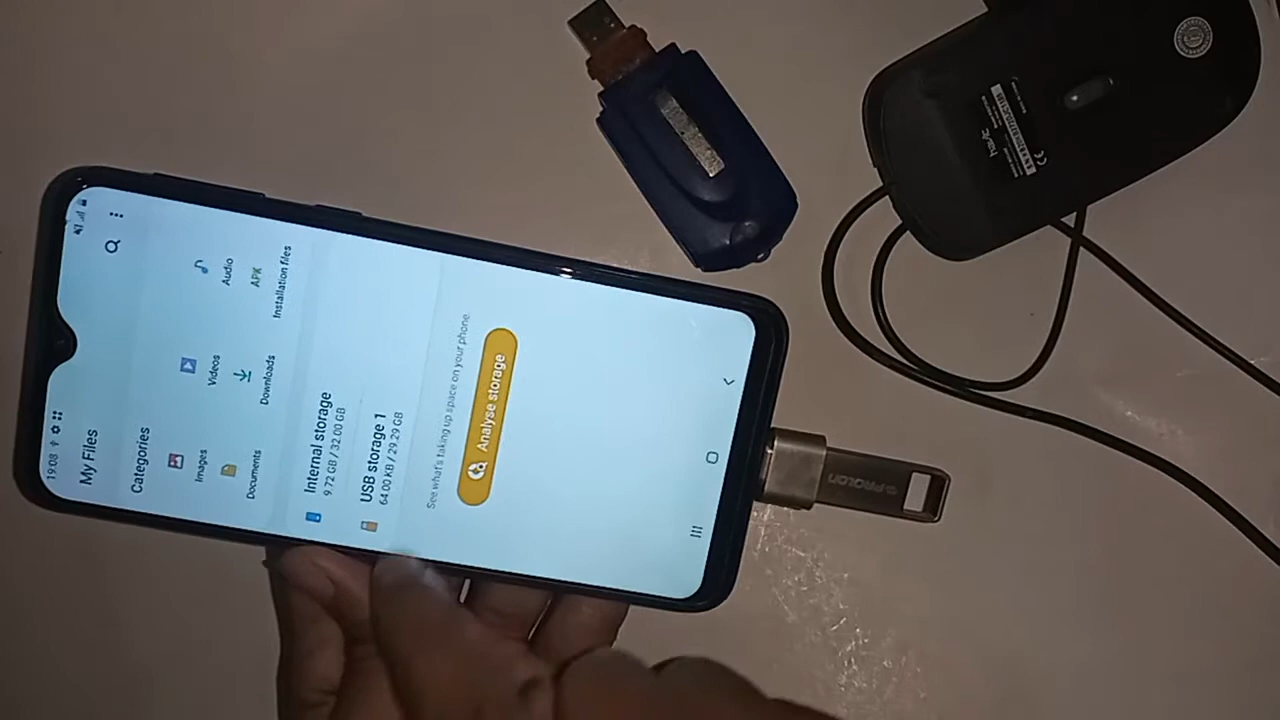 19:08
My Files
Categories
Images
Videos
Audio
Documents
Downloads
APK
Installation files
Internal storage
9.72 GB / 32.00 GB
USB storage 1
64.00 KB / 29.29 GB
See what's taking up space on your phone.
Analyse storage
havit
CE